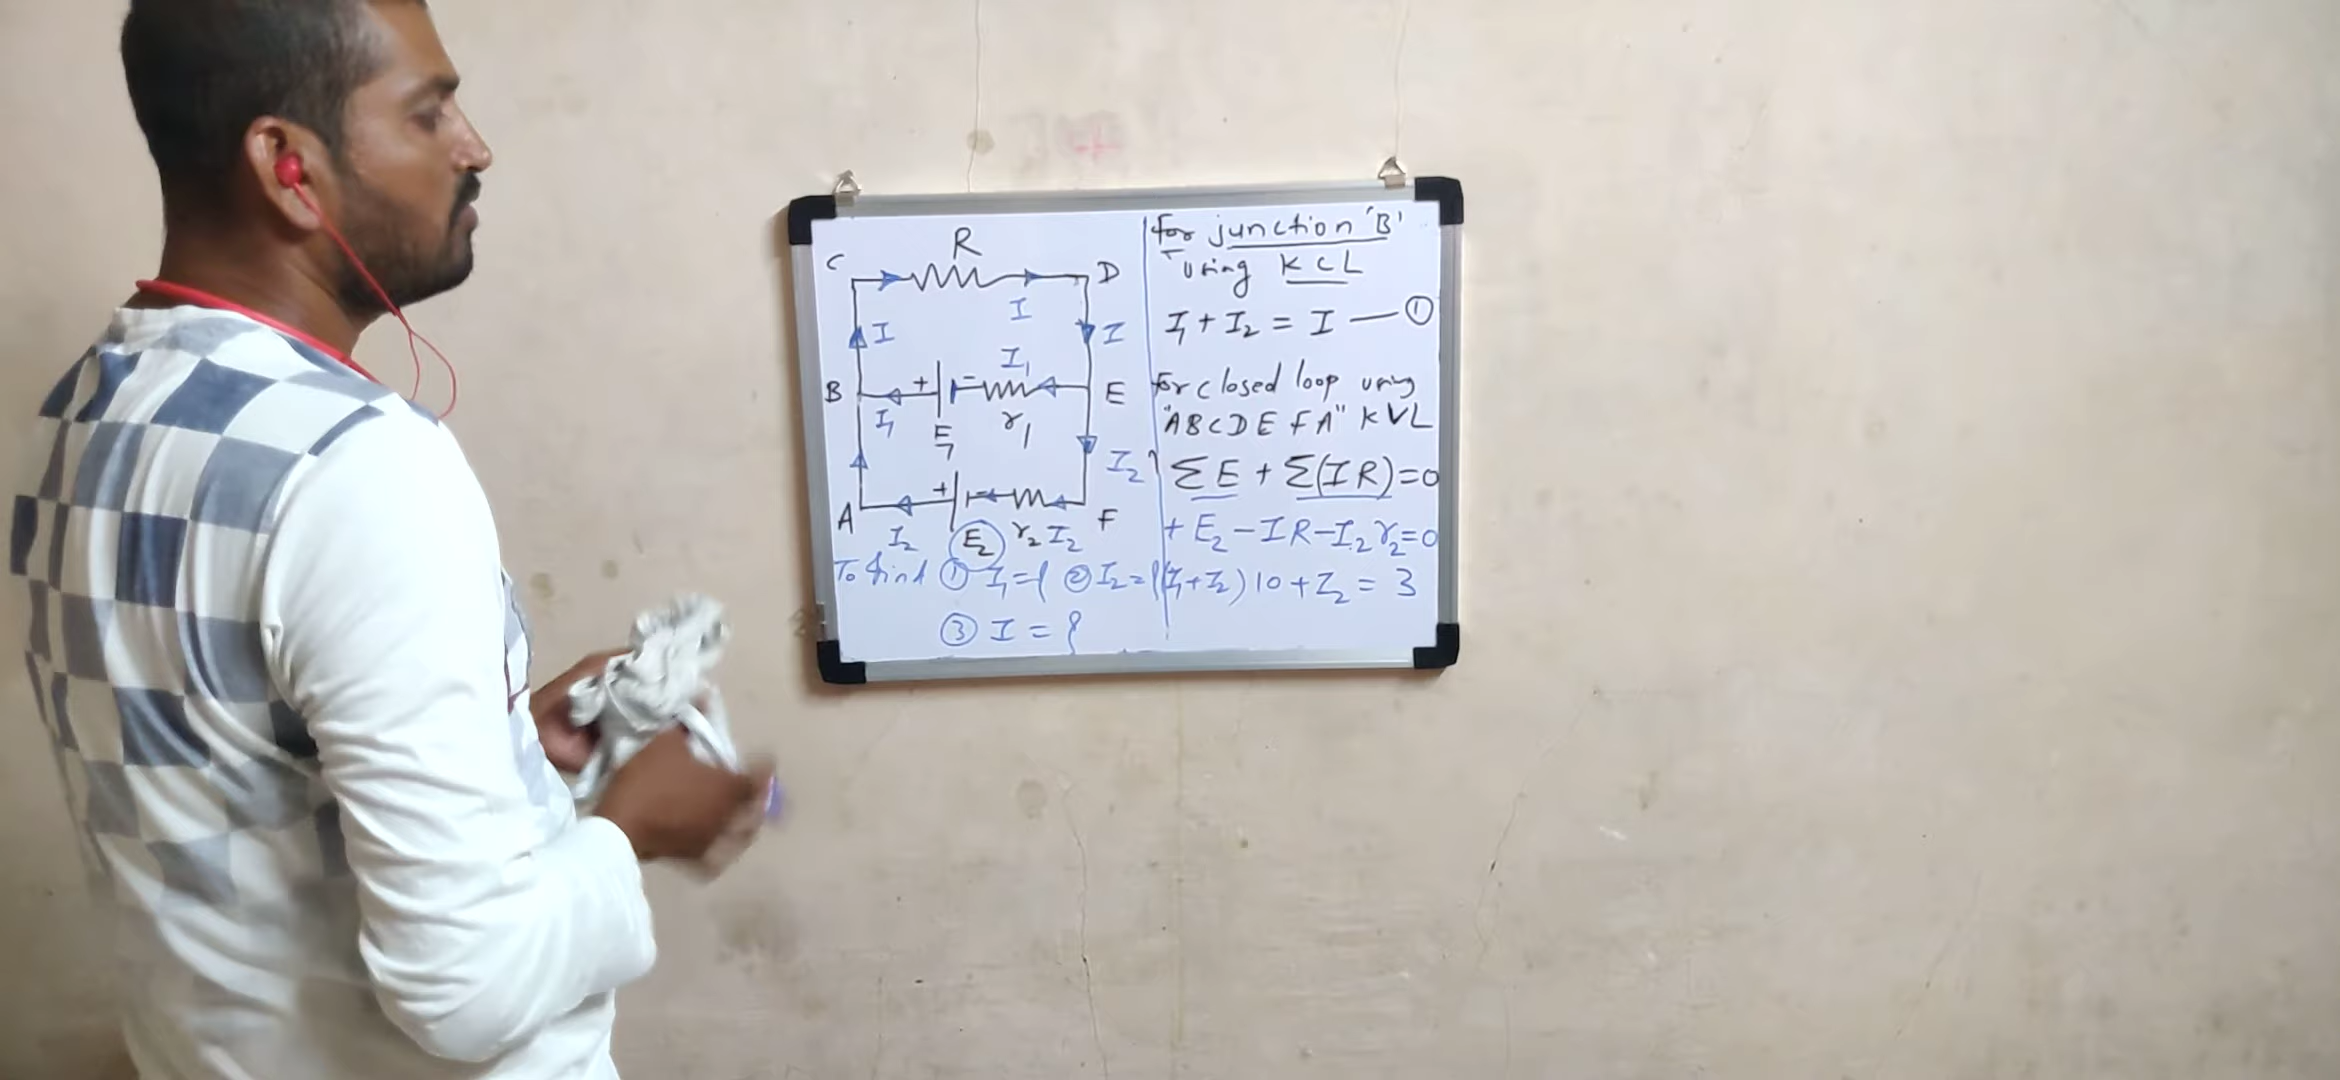 R
C
D
I
I
I
I₁
B
+
-
E
I₁
E₁
r₁
I₂
+
-
A
F
I₂
E₂
r₂ I₂
To find ① I₁ = ② I₂ =
③ I =
For junction 'B'
using KCL
I₁ + I₂ = I — ①
For closed loop using
"ABCDEFA" KVL
Σ E + Σ(IR) = 0
+ E₂ - IR - I₂ r₂ = 0
(I₁ + I₂) 10 + I₂ = 3